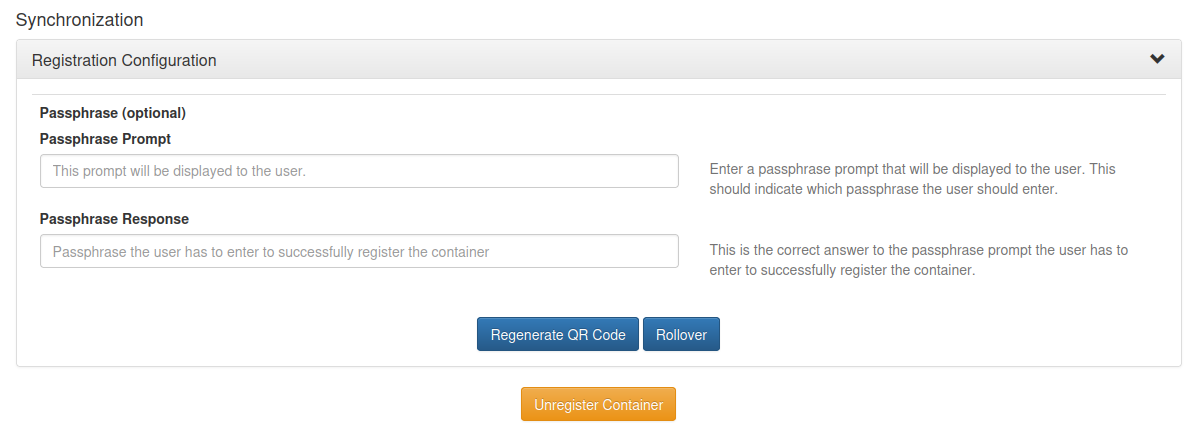 Synchronization
Registration Configuration
Passphrase (optional)
Passphrase Prompt
This prompt will be displayed to the user.
Enter a passphrase prompt that will be displayed to the user. This
should indicate which passphrase the user should enter.
Passphrase Response
Passphrase the user has to enter to successfully register the container
This is the correct answer to the passphrase prompt the user has to
enter to successfully register the container.
Regenerate QR Code Rollover
Unregister Container